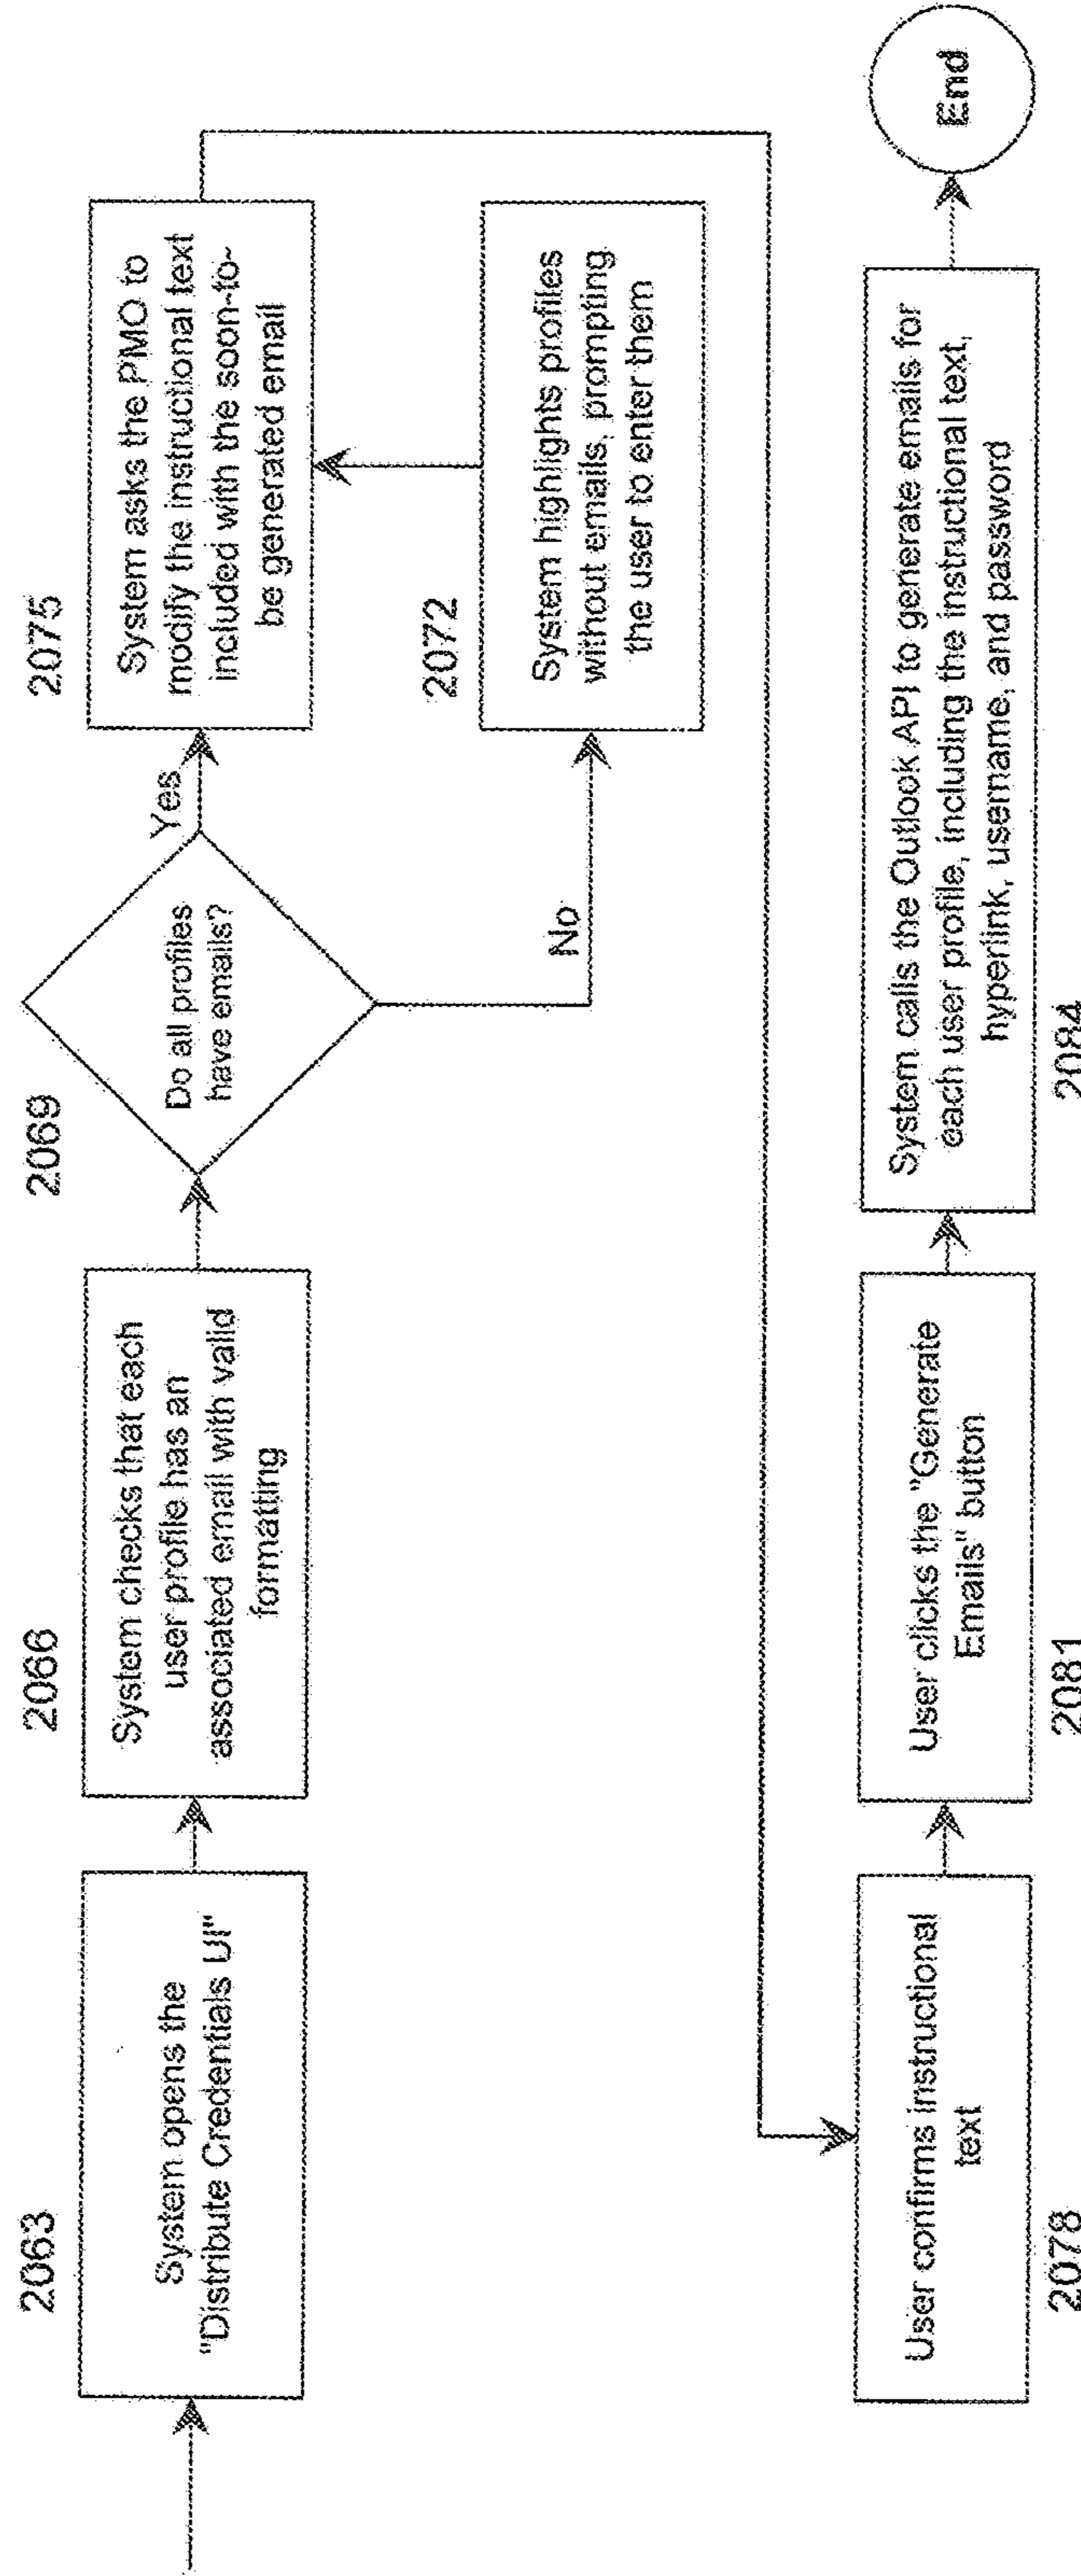 2063
System opens the
"Distribute Credentials UI"
2066
System checks that each
user profile has an
associated email with valid
formatting
2069
Do all profiles
have emails?
Yes
No
2075
System asks the PMO to
modify the instructional text
included with the soon-to-
be generated email
2072
System highlights profiles
without emails, prompting
the user to enter them
User confirms instructional
text
2078
User clicks the "Generate
Emails" button
2081
System calls the Outlook API to generate emails for
each user profile, including the instructional text,
hyperlink, username, and password
2084
End